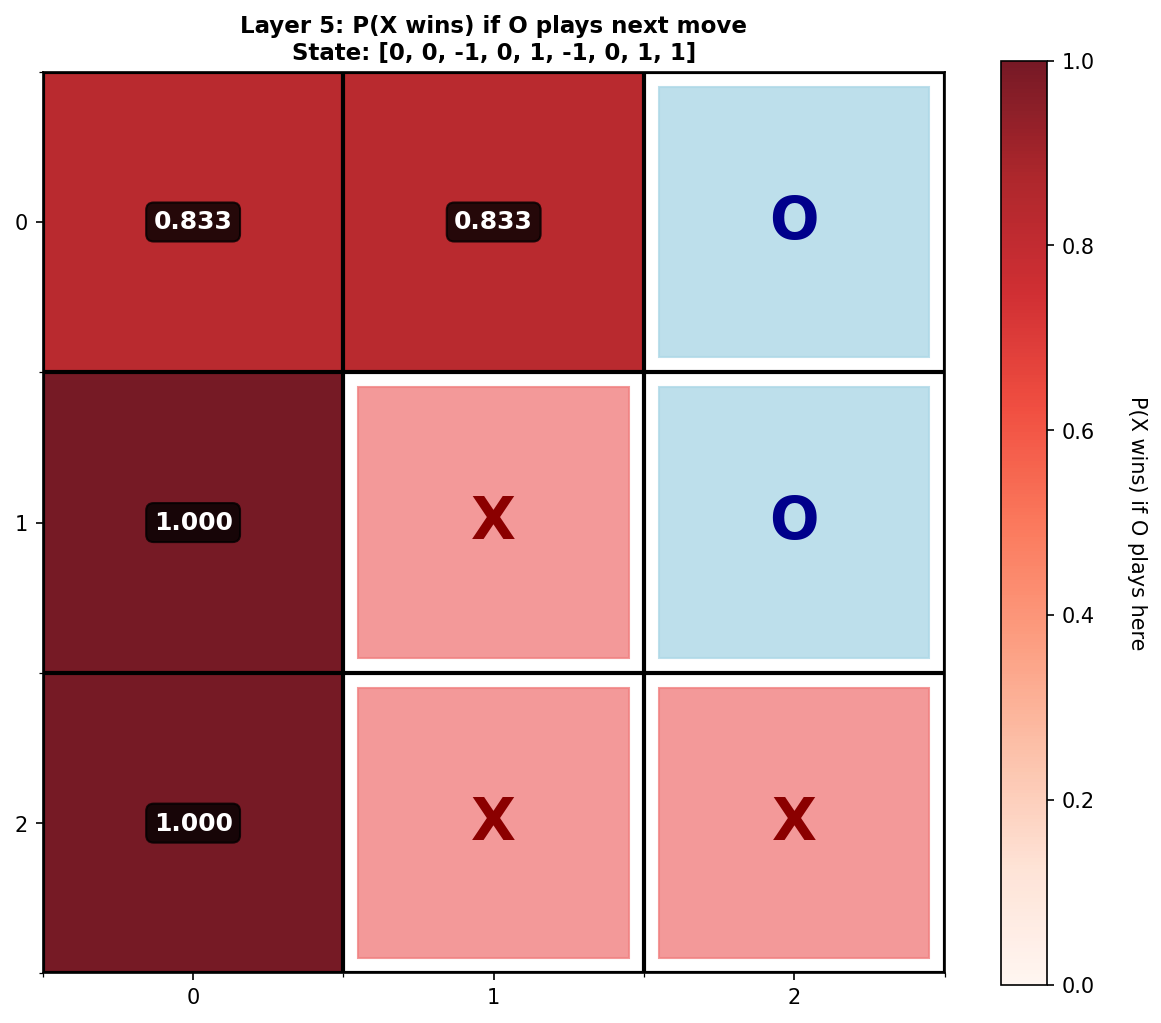 Layer 5: P(X wins) if O plays next move
State: [0, 0, -1, 0, 1, -1, 0, 1, 1]
0
0.833
0.833
O
1
1.000
X
O
2
1.000
X
X
0
1
2
1.0
0.8
0.6
0.4
0.2
0.0
P(X wins) if O plays here